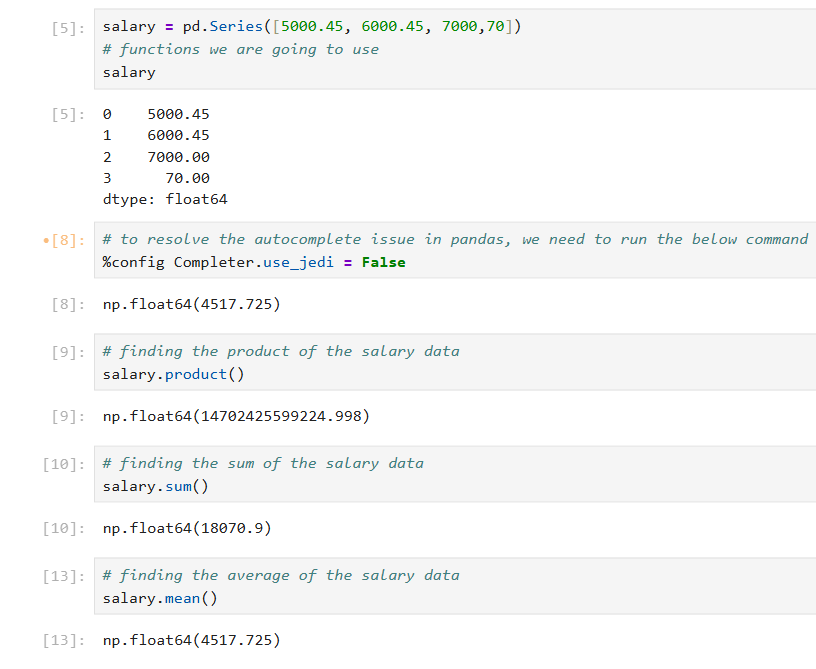 [5]: salary = pd.Series([5000.45, 6000.45, 7000,70])
# functions we are going to use
salary
[5]: 0    5000.45
1    6000.45
2    7000.00
3      70.00
dtype: float64
•[8]: # to resolve the autocomplete issue in pandas, we need to run the below command
%config Completer.use_jedi = False
[8]: np.float64(4517.725)
[9]: # finding the product of the salary data
salary.product()
[9]: np.float64(14702425599224.998)
[10]: # finding the sum of the salary data
salary.sum()
[10]: np.float64(18070.9)
[13]: # finding the average of the salary data
salary.mean()
[13]: np.float64(4517.725)